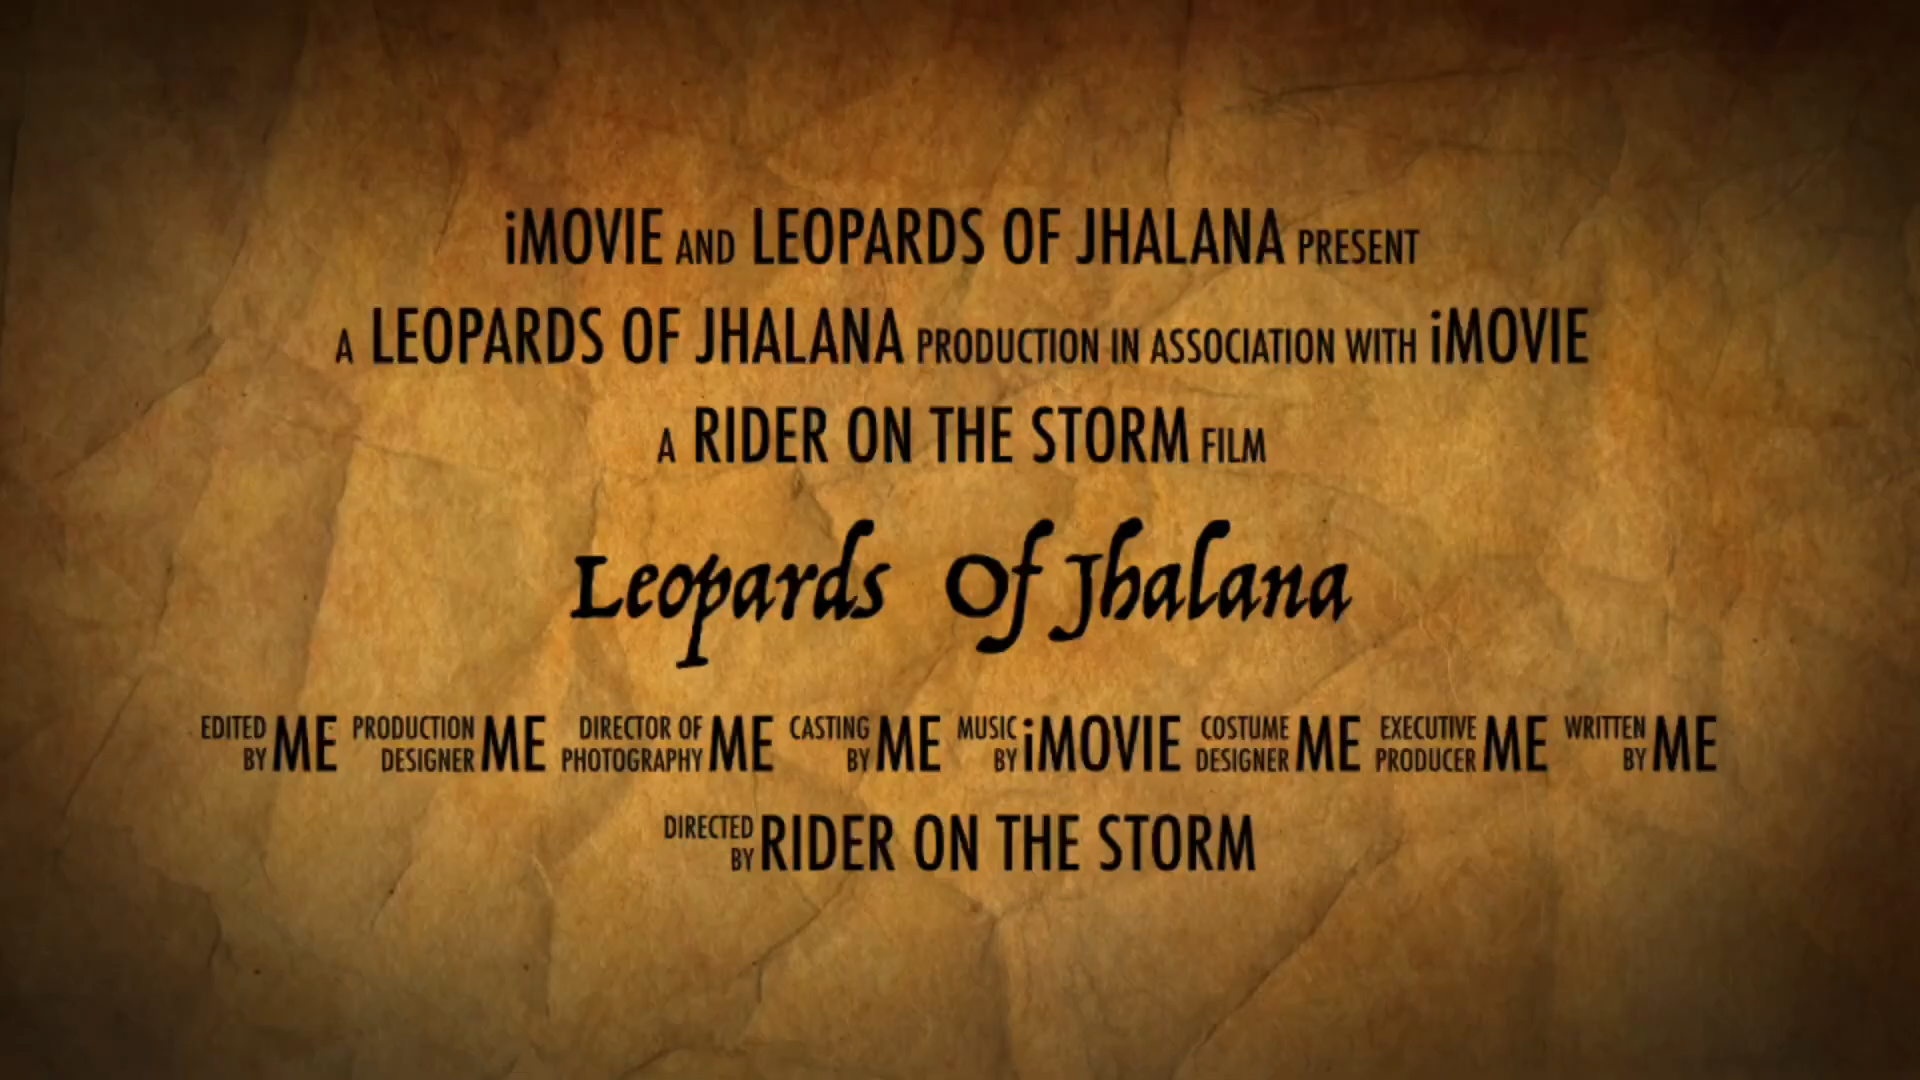 iMOVIE AND LEOPARDS OF JHALANA PRESENT
A LEOPARDS OF JHALANA PRODUCTION IN ASSOCIATION WITH iMOVIE
A RIDER ON THE STORM FILM
Leopards Of Jhalana
EDITED BY ME PRODUCTION DESIGNER ME DIRECTOR OF PHOTOGRAPHY ME CASTING BY ME MUSIC BY iMOVIE COSTUME DESIGNER ME EXECUTIVE PRODUCER ME WRITTEN BY ME
DIRECTED BY RIDER ON THE STORM